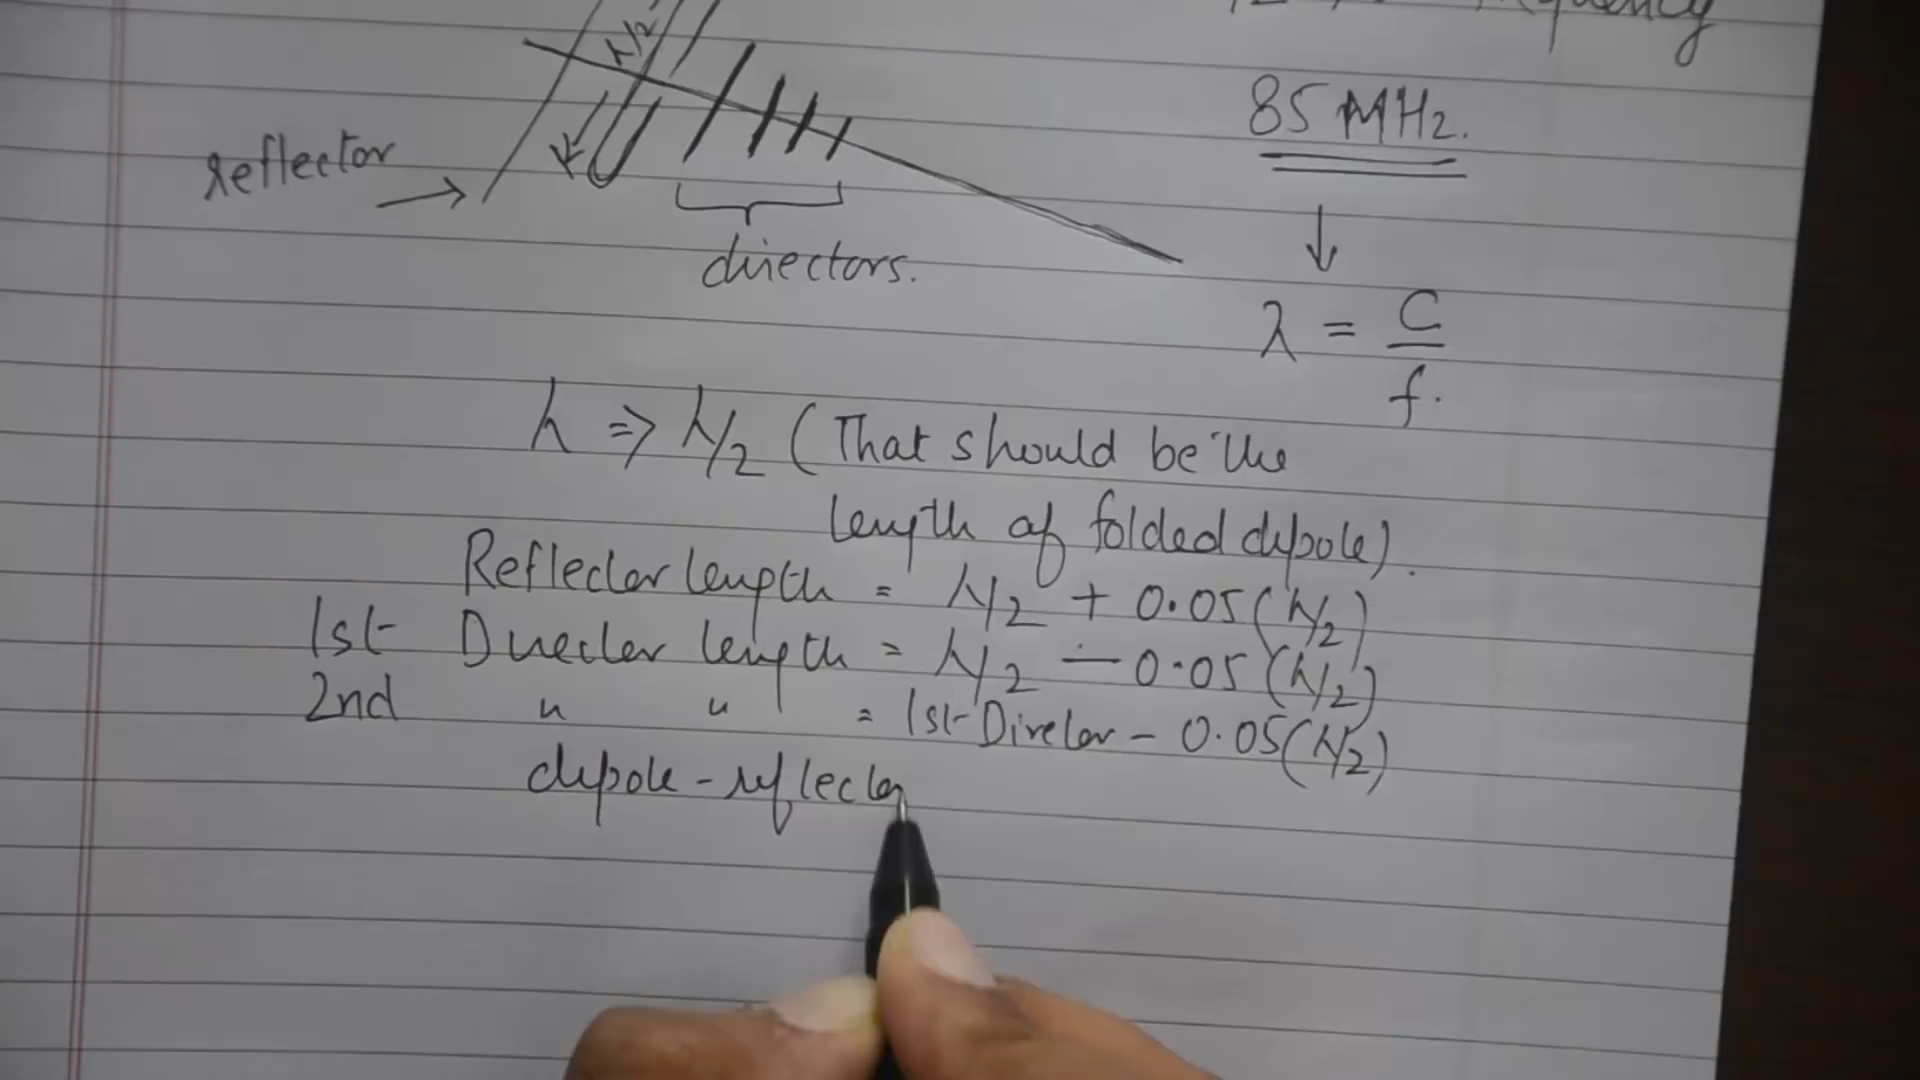 λ/2
85 MHz.
reflector
directors.
λ = C/f.
λ => λ/2 (That should be the
length of folded dipole).
Reflector length = λ/2 + 0.05(λ/2)
1st Director length = λ/2 - 0.05(λ/2)
2nd " " = 1st Director - 0.05(λ/2)
dipole - reflector